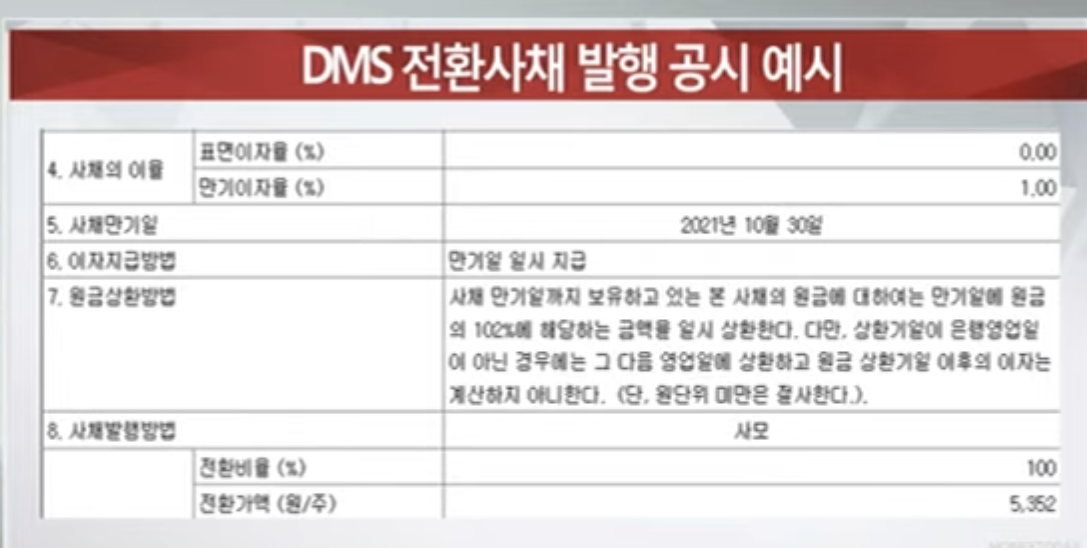 DMS 전환사채 발행 공시 예시
4. 사채의 이율
표면이자율 (%)
0.00
만기이자율 (%)
1.00
5. 사채만기일
2021년 10월 30일
6. 이자지급방법
만기일 일시 지급
7. 원금상환방법
사채 만기일까지 보유하고 있는 본 사채의 원금에 대하여는 만기일에 원금
의 102%에 해당하는 금액을 일시 상환한다. 다만, 상환기일이 은행영업일
이 아닌 경우에는 그 다음 영업일에 상환하고 원금 상환기일 이후의 이자는
계산하지 아니한다. (단, 원단위 미만은 절사한다.).
8. 사채발행방법
사모
전환비율 (%)
100
전환가액 (원/주)
5,352